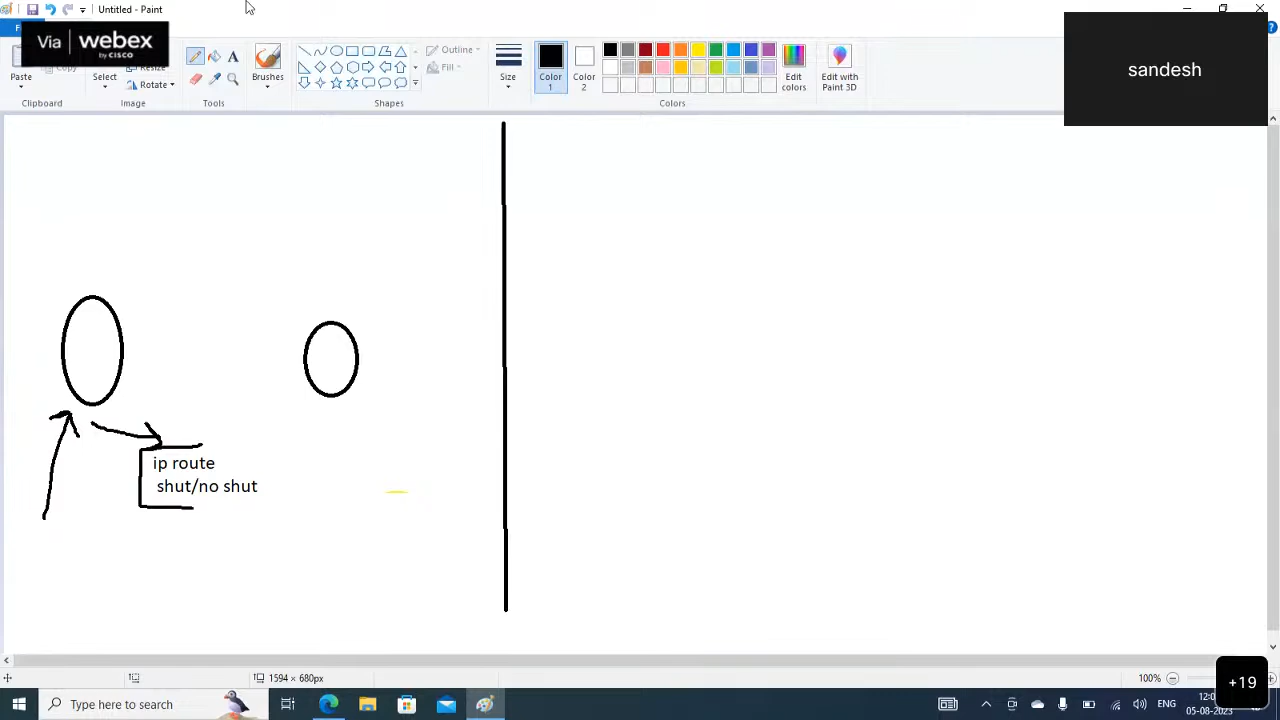 Untitled - Paint
Via webex
by CISCO
Paste
Copy
Select
Resize
Rotate
Brushes
Outline
Fill
Size
Color
1
Color
2
Edit
colors
Edit with
Paint 3D
Clipboard
Image
Tools
Shapes
Colors
sandesh
ip route
shut/no shut
1594 × 680px
100%
+19
Type here to search
ENG
05-08-2023